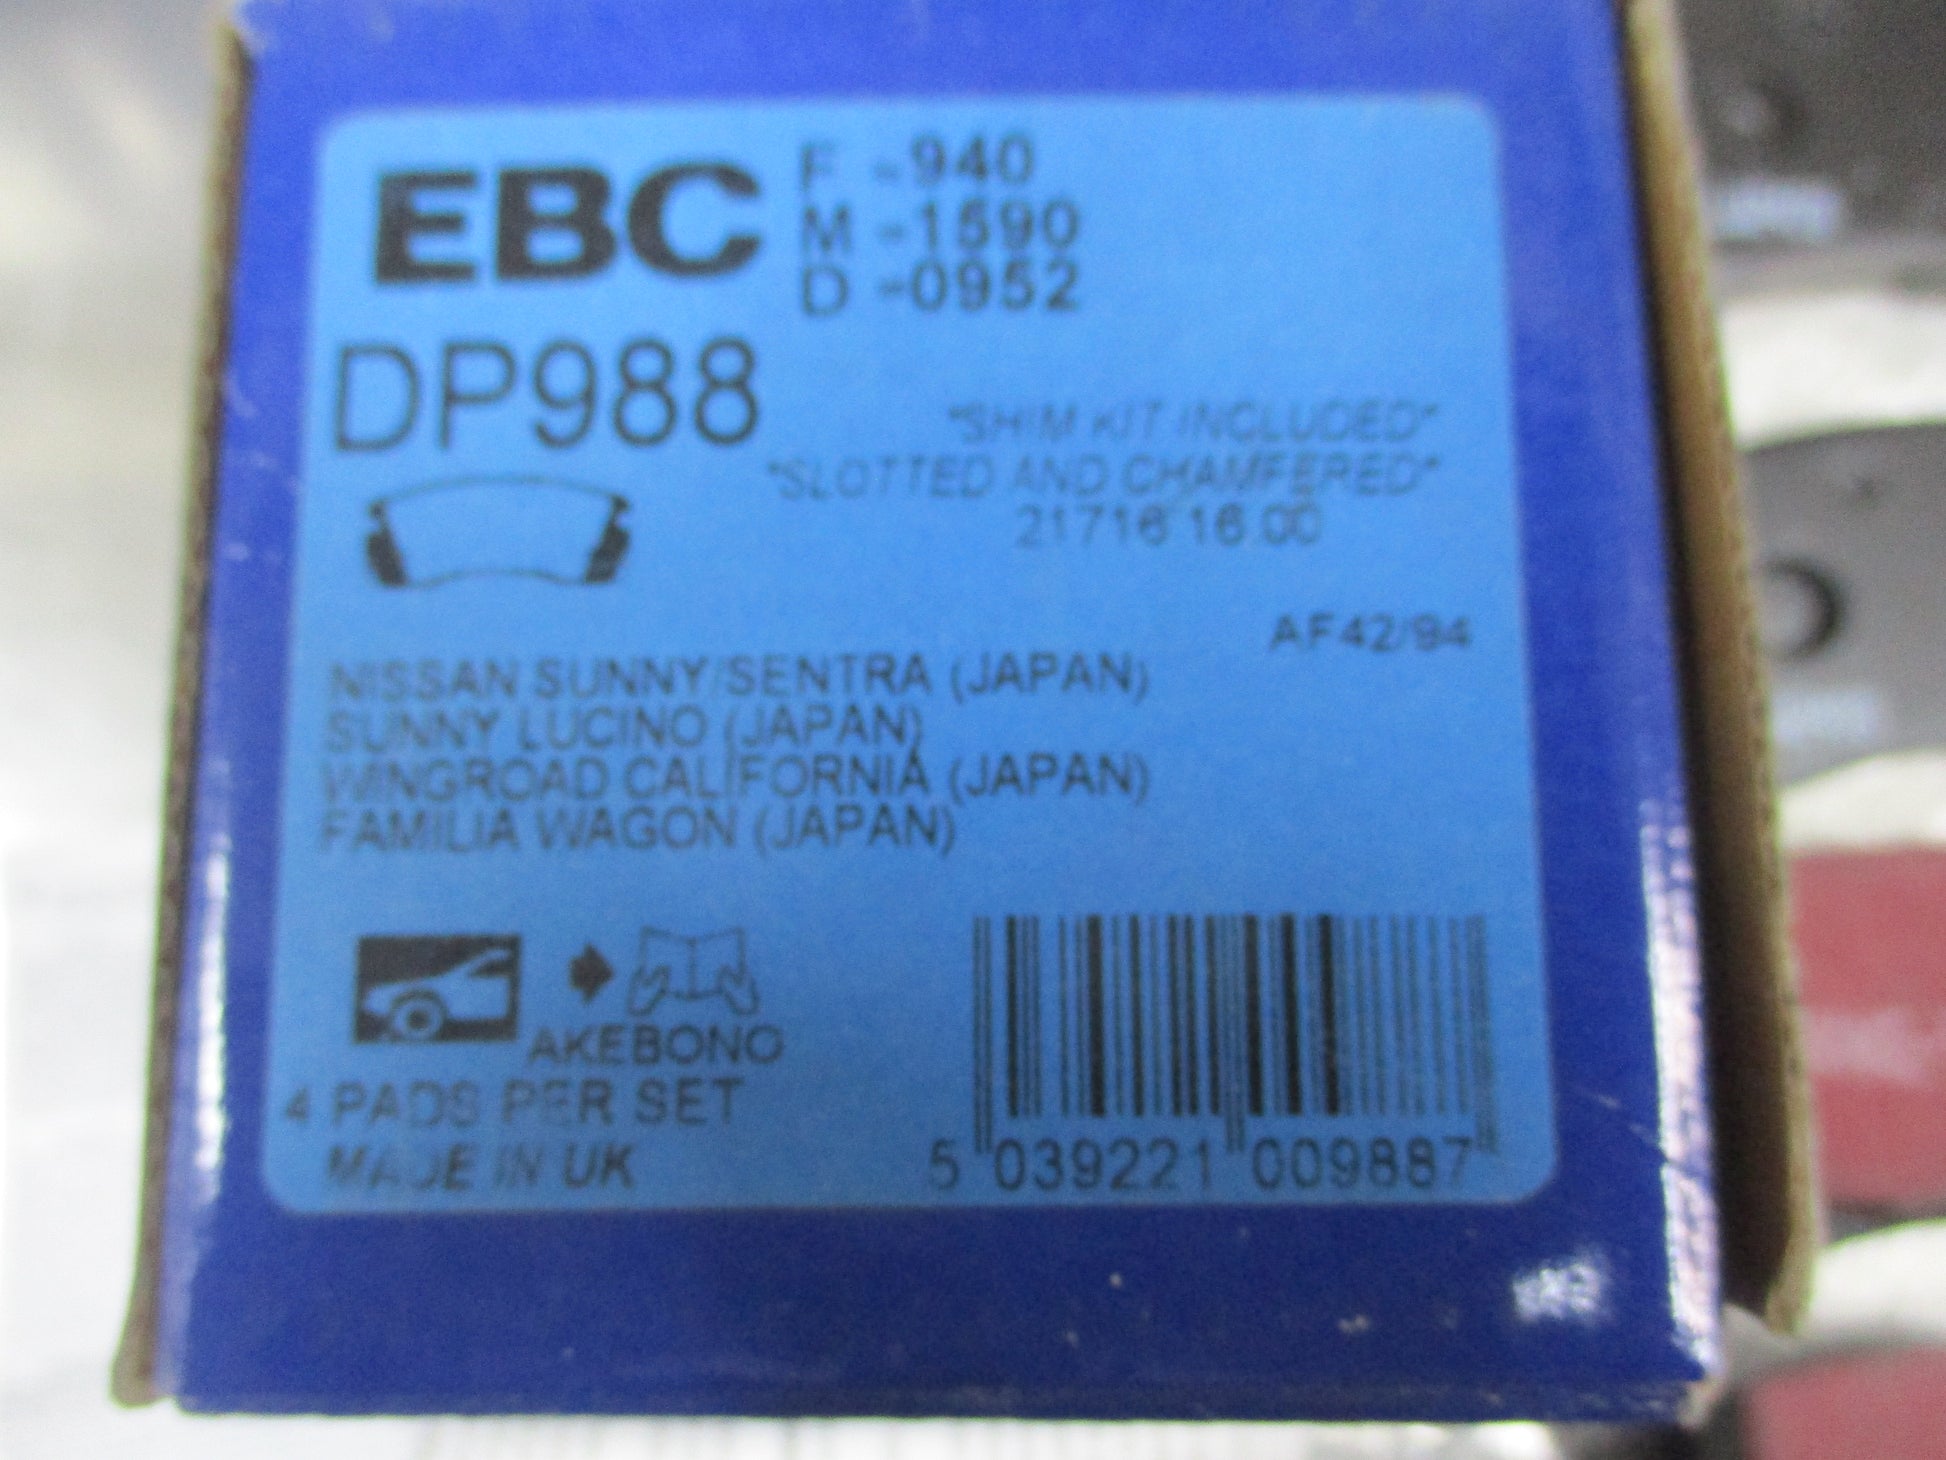 EBC
F -940
M -1590
D -0952
DP988
*SHIM KIT INCLUDED*
*SLOTTED AND CHAMFERED*
21716 16.00
AF42/94
NISSAN SUNNY/SENTRA (JAPAN)
SUNNY LUCINO (JAPAN)
WINGROAD CALIFORNIA (JAPAN)
FAMILIA WAGON (JAPAN)
AKEBONO
4 PADS PER SET
MADE IN UK
5 039221 009887